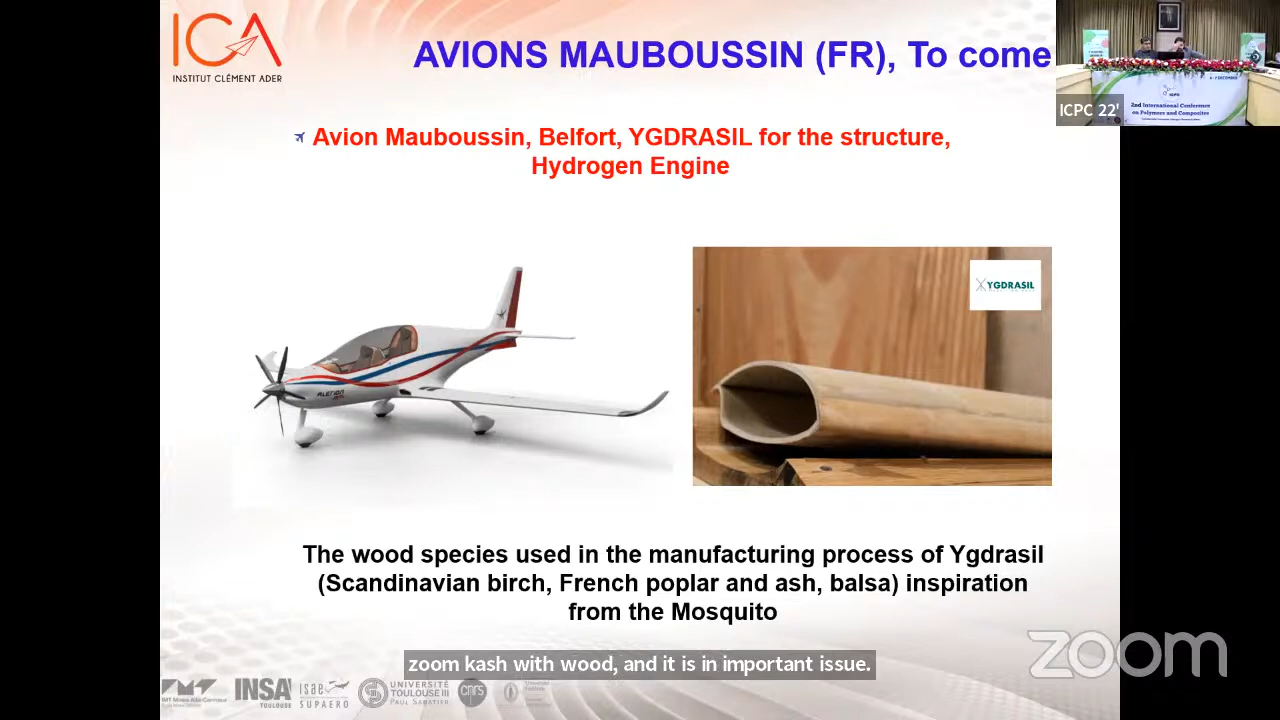 ICA
INSTITUT CLÉMENT ADER
AVIONS MAUBOUSSIN (FR), To come
ICPC 22'
2nd International Conference
on Polymers and Composites
Avion Mauboussin, Belfort, YGDRASIL for the structure,
Hydrogen Engine
YGDRASIL
ALERION
The wood species used in the manufacturing process of Ygdrasil
(Scandinavian birch, French poplar and ash, balsa) inspiration
from the Mosquito
zoom kash with wood, and it is in important issue.
zoom
INSA
TOULOUSE
isae
SUPAERO
UNIVERSITÉ
TOULOUSE III
PAUL SABATIER
cnrs